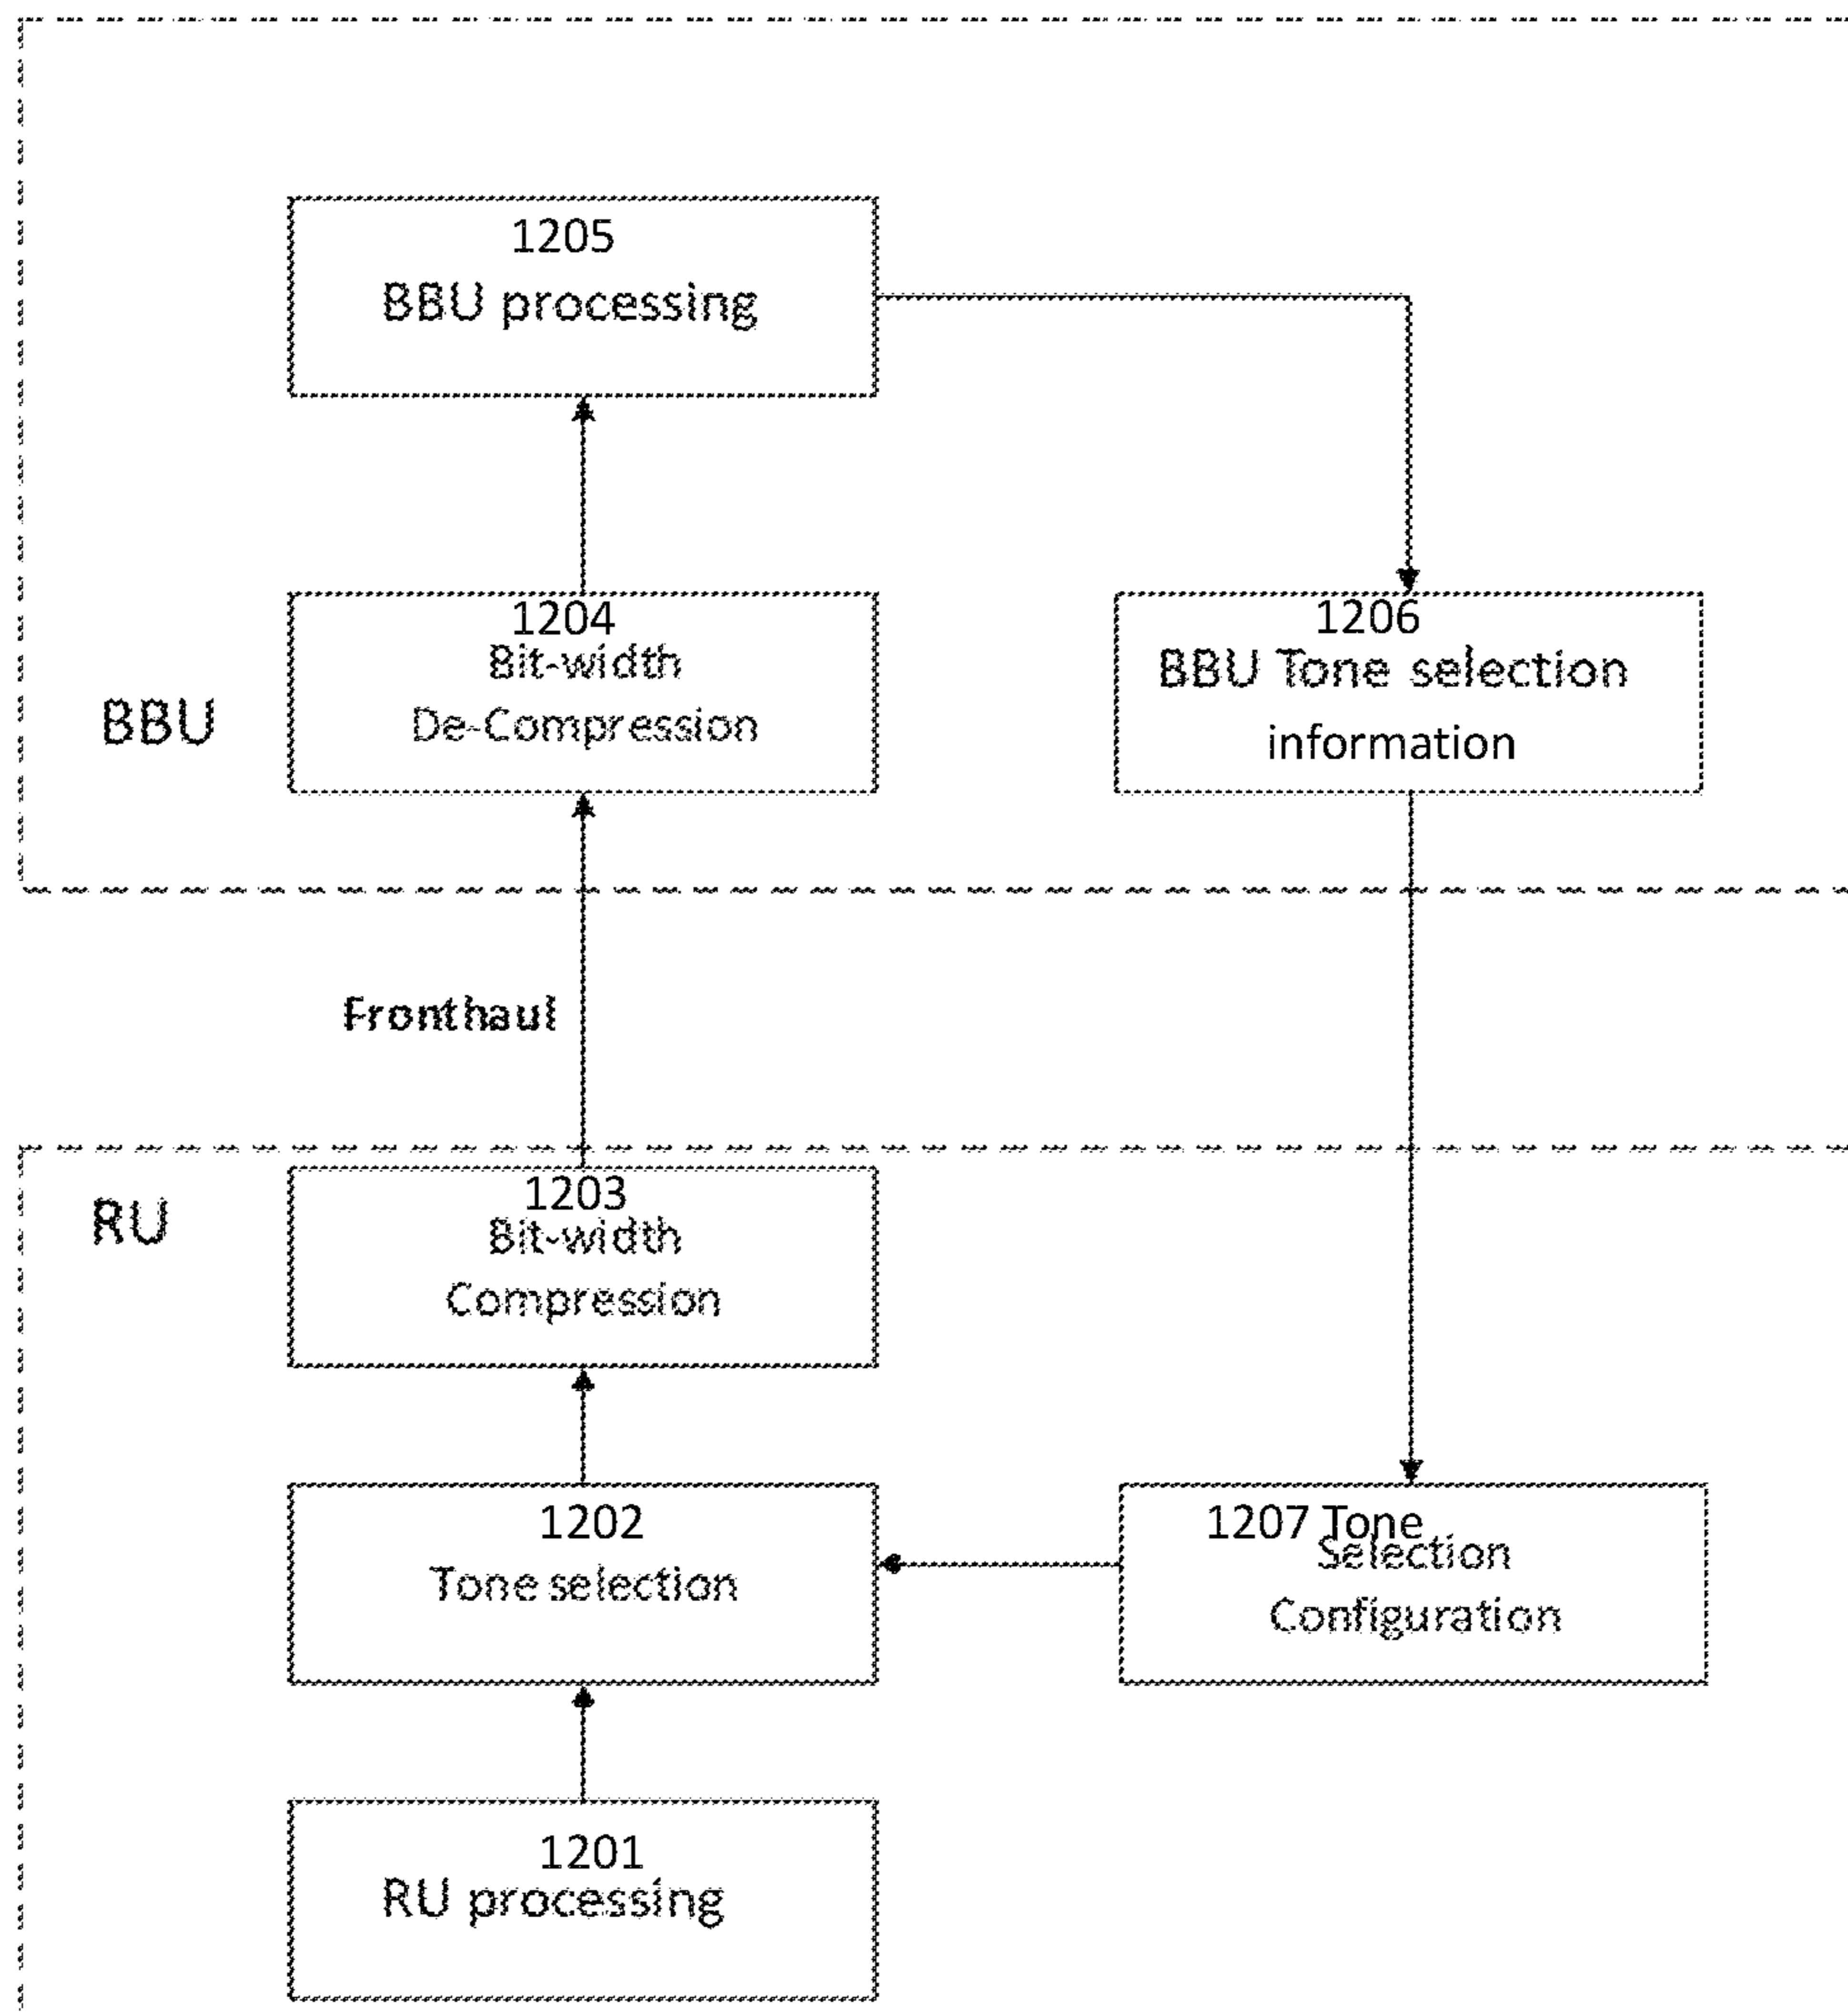 1205
BBU processing
1204
Bit-width
De-Compression
1206
BBU Tone selection
information
BBU
Fronthaul
RU
1203
Bit-width
Compression
1202
Tone selection
1207 Tone
Selection
Configuration
1201
RU processing